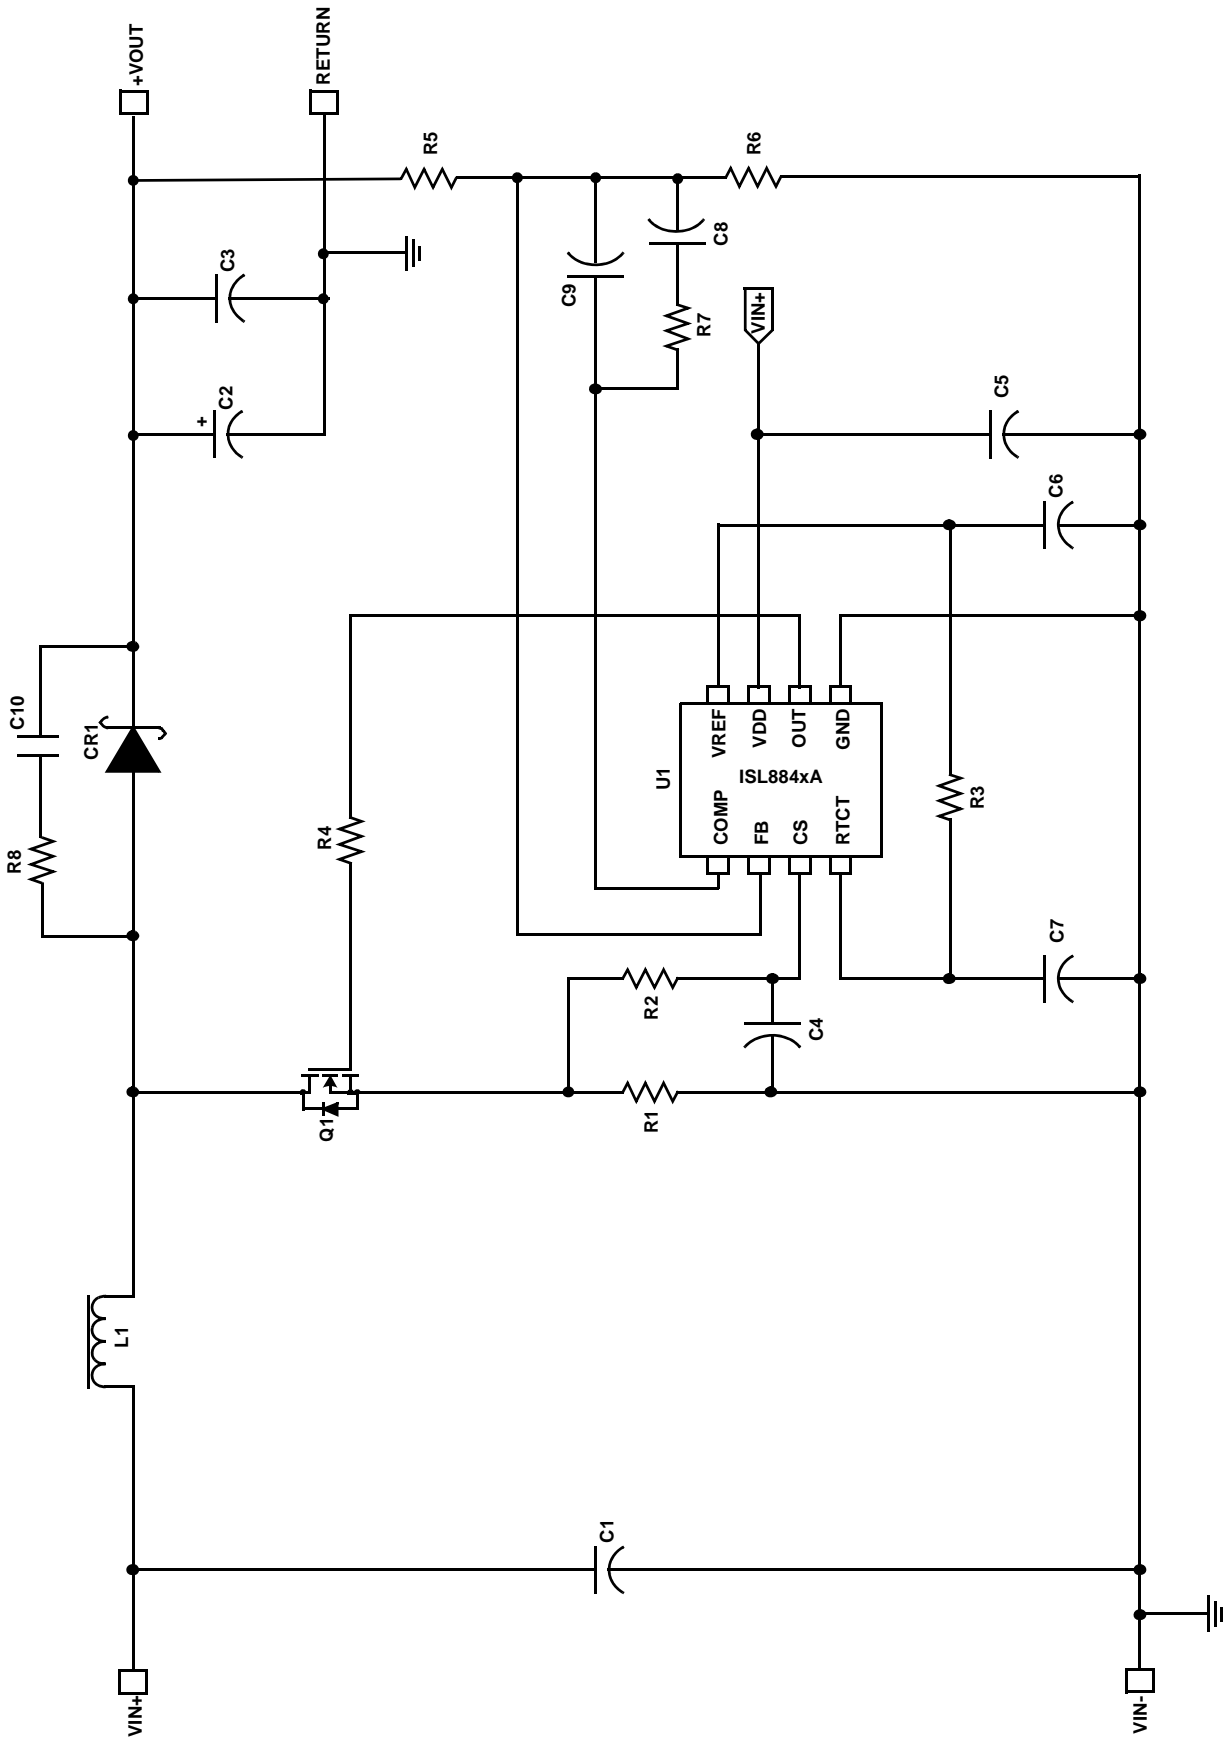 R8
C10
CR1
+VOUT
L1
C2
+
C3
RETURN
Q1
R4
R5
C9
C8
R7
R6
VIN+
C1
R1
R2
C4
U1
ISL884xA
COMP
FB
CS
RTCT
VREF
VDD
OUT
GND
R3
C5
C6
C7
VIN+
VIN-